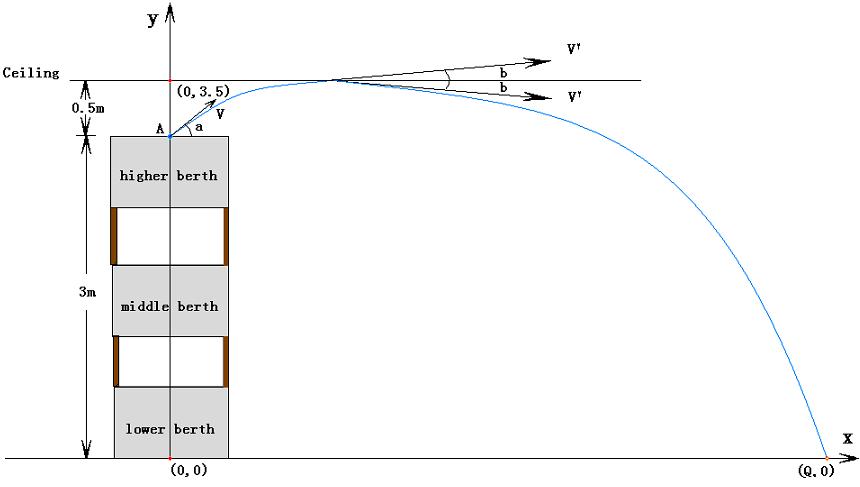 y
Ceiling
V'
b
b
V'
(0,3.5)
0.5m
V
A
a
higher berth
3m
middle berth
lower berth
x
(0,0)
(Q,0)